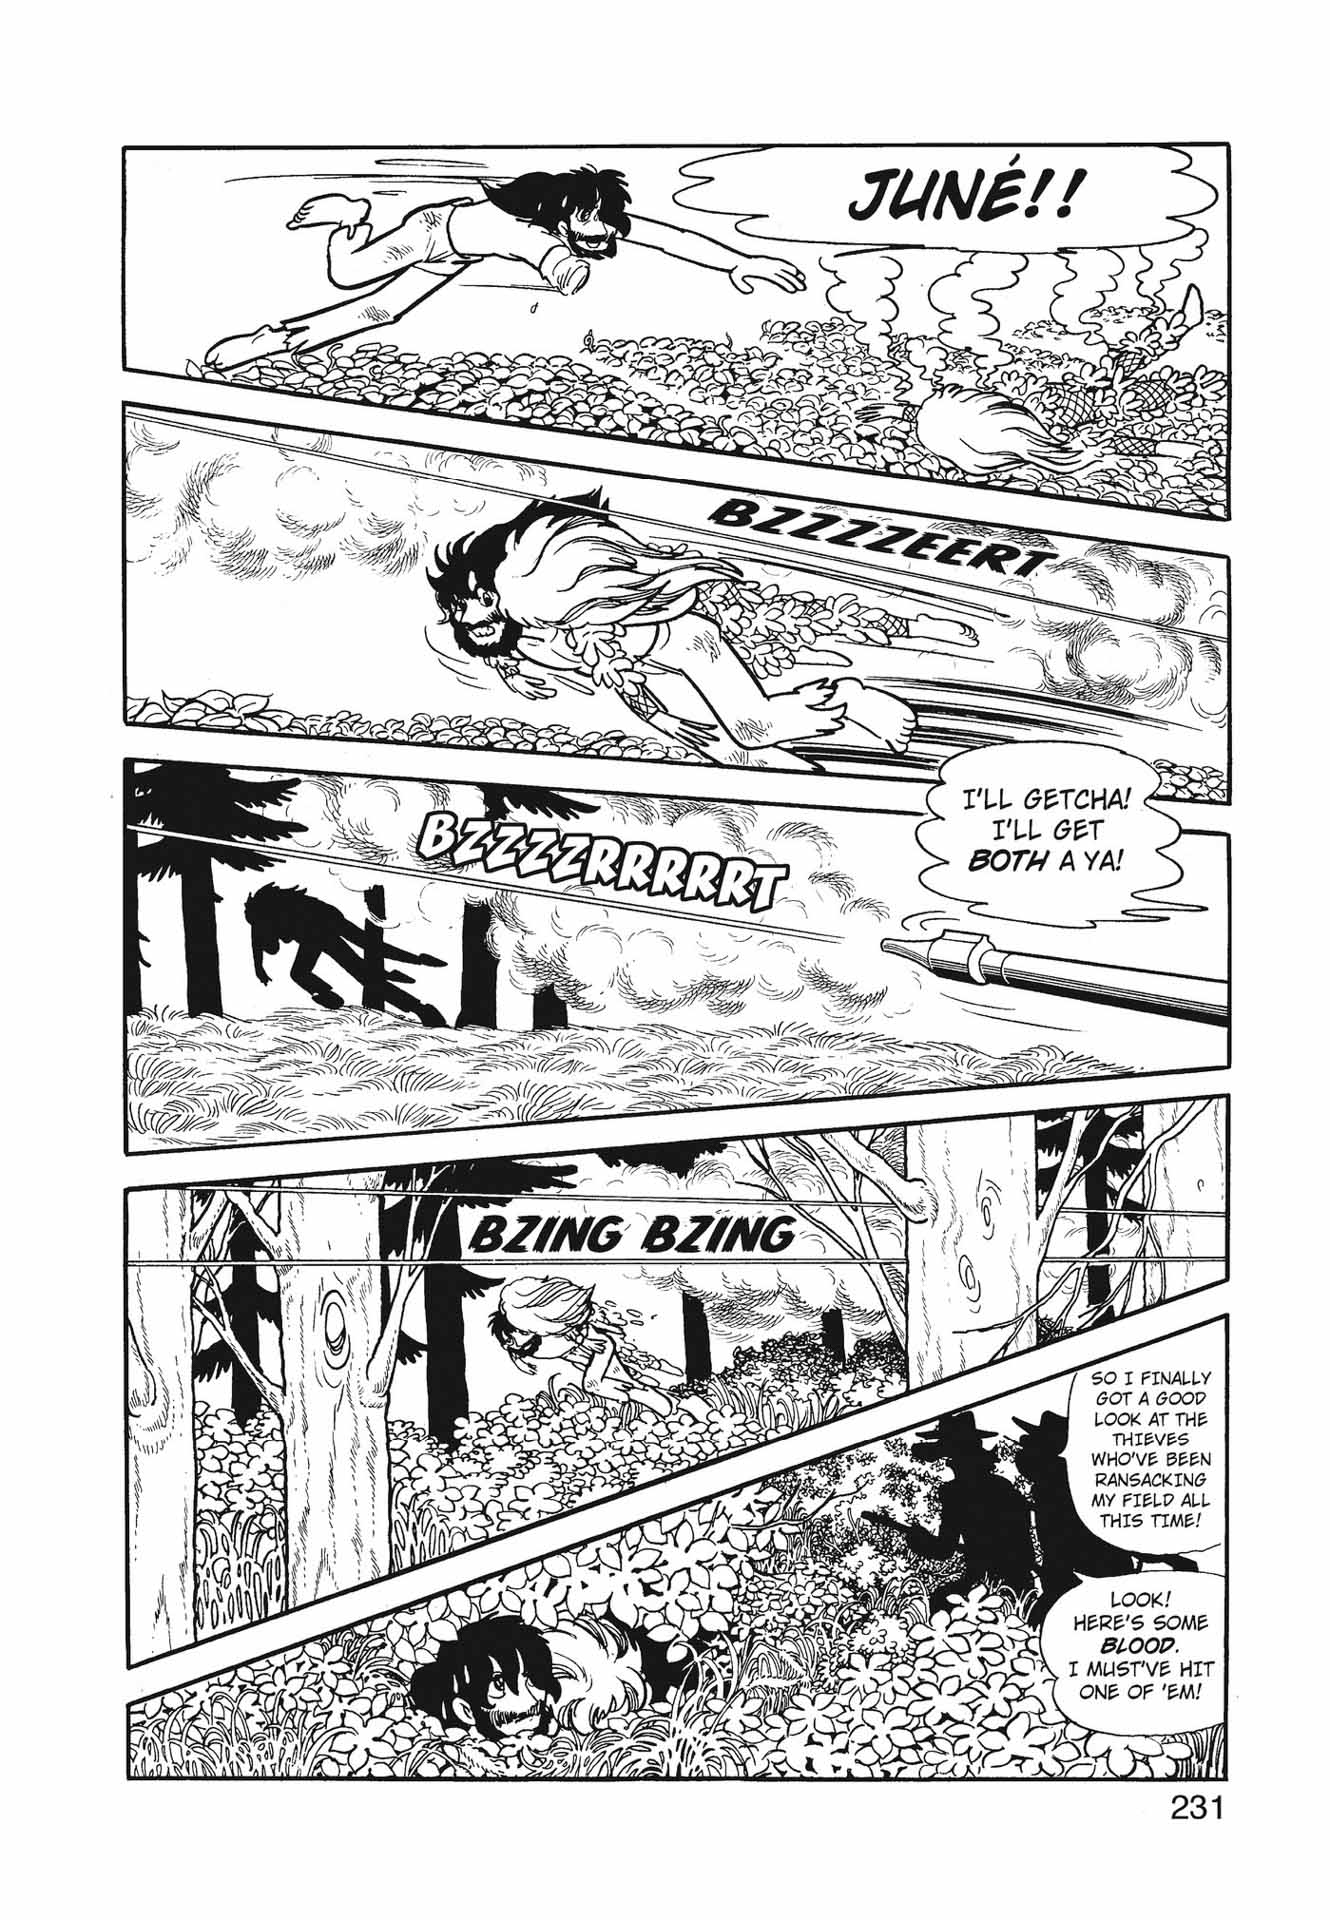 JUNÉ!!
BZZZZEERT
I'LL GETCHA!
I'LL GET
BOTH A YA!
BZZZZRRRRRT
BZING BZING
SO I FINALLY
GOT A GOOD
LOOK AT THE
THIEVES
WHO'VE BEEN
RANSACKING
MY FIELD ALL
THIS TIME!
LOOK!
HERE'S SOME
BLOOD.
I MUST'VE HIT
ONE OF 'EM!
231